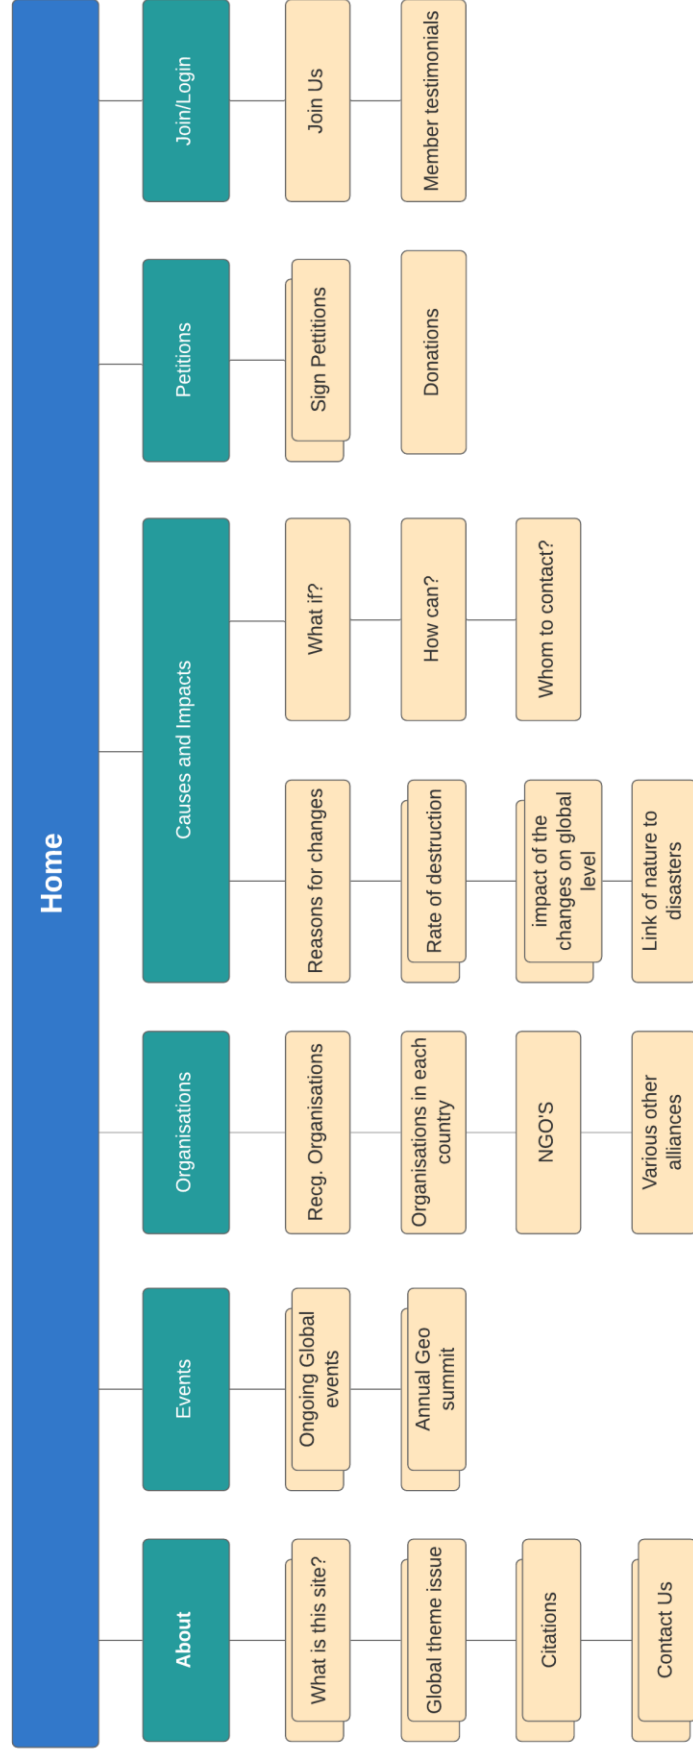 Home
About
Events
Organisations
Causes and Impacts
Petitions
Join/Login
What is this site?
Global theme issue
Citations
Contact Us
Ongoing Global
events
Annual Geo
summit
Recg. Organisations
Organisations in each
country
NGO'S
Various other
alliances
Reasons for changes
Rate of destruction
impact of the
changes on global
level
Link of nature to
disasters
What if?
How can?
Whom to contact?
Sign Pettitions
Donations
Join Us
Member testimonials